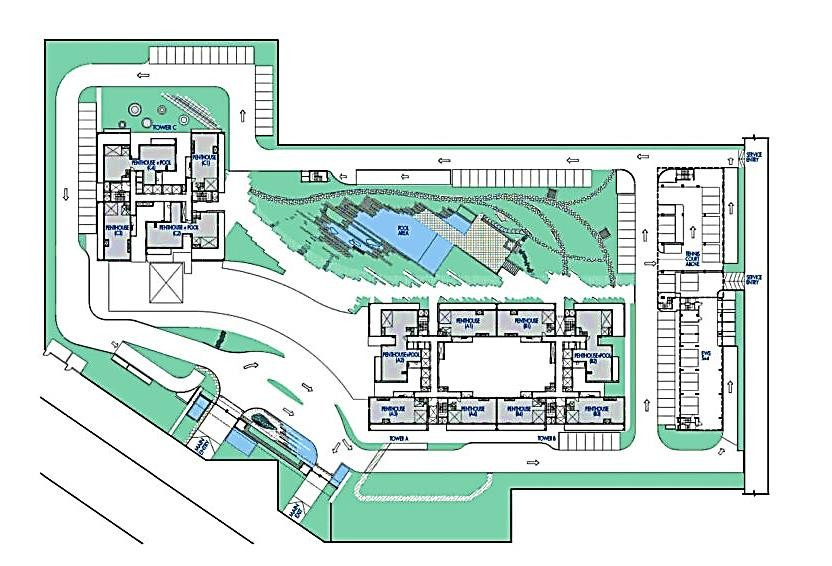 TOWER C
PENTHOUSE
(C1)
PENTHOUSE + POOL
(C4)
PENTHOUSE
(C3)
PENTHOUSE + POOL
C2
SERVICE
ENTRY
POOL
AREA
TENNIS
COURT
ABOVE
SERVICE
ENTRY
PENTHOUSE
(A1)
PENTHOUSE
(B1)
PENTHOUSE+POOL
(A2)
PENTHOUSE+POOL
(B2)
EWS
PENTHOUSE
(A3)
PENTHOUSE
(A4)
PENTHOUSE
(B4)
PENTHOUSE
(B3)
TOWER A
TOWER B
MAIN
ENTRY
MAIN
EXIT